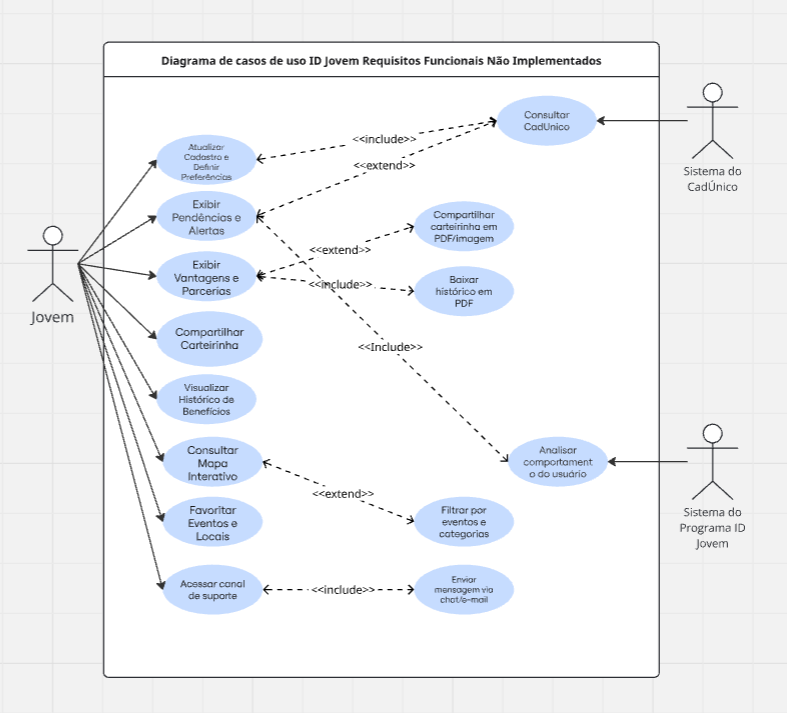 Diagrama de casos de uso ID Jovem Requisitos Funcionais Não Implementados
Consultar
CadUnico
<<include>>
Atualizar
Cadastro e
Definir
Preferências
<<extend>>
Sistema do
CadÚnico
Exibir
Pendências e
Alertas
Compartilhar
carteirinha em
PDF/imagem
<<extend>>
Exibir
Vantagens e
Parcerias
<<include>>
Baixar
histórico em
PDF
Jovem
Compartilhar
Carteirinha
<<Include>>
Visualizar
Histórico de
Benefícios
Consultar
Mapa
Interativo
Analisar
comportament
o do usuário
<<extend>>
Favoritar
Eventos e
Locais
Filtrar por
eventos e
categorias
Sistema do
Programa ID
Jovem
Acessar canal
de suporte
<<include>>
Enviar
mensagem via
chat/e-mail